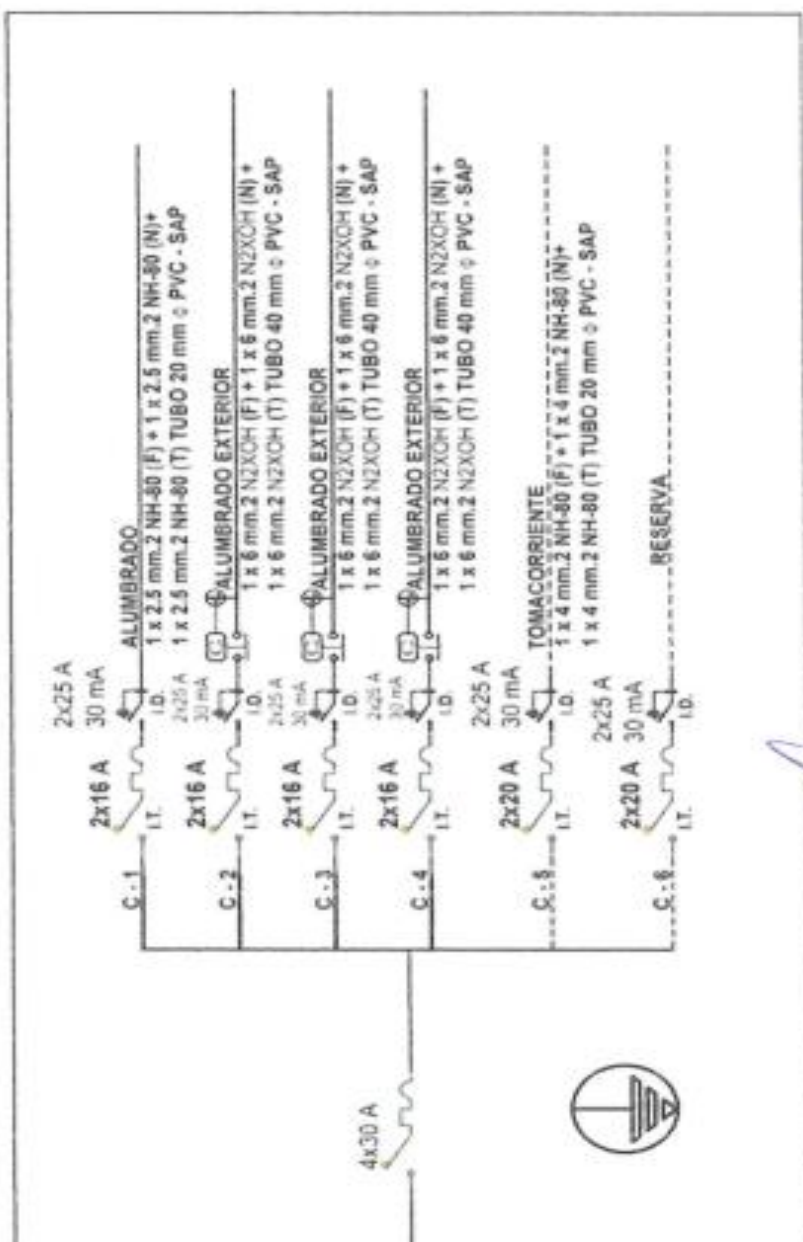 4x30 A
C - 1
2x16 A
I.T.
2x25 A
30 mA
I.D.
ALUMBRADO
1 x 2.5 mm.2 NH-80 (F) + 1 x 2.5 mm.2 NH-80 (N)+
1 x 2.5 mm.2 NH-80 (T) TUBO 20 mm ϕ PVC - SAP
C - 2
2x16 A
I.T.
2x25 A
30 mA
I.D.
C
ALUMBRADO EXTERIOR
1 x 6 mm.2 N2XOH (F) + 1 x 6 mm.2 N2XOH (N) +
1 x 6 mm.2 N2XOH (T) TUBO 40 mm ϕ PVC - SAP
C - 3
2x16 A
I.T.
2x25 A
30 mA
I.D.
C
ALUMBRADO EXTERIOR
1 x 6 mm.2 N2XOH (F) + 1 x 6 mm.2 N2XOH (N) +
1 x 6 mm.2 N2XOH (T) TUBO 40 mm ϕ PVC - SAP
C - 4
2x16 A
I.T.
2x25 A
30 mA
I.D.
C
ALUMBRADO EXTERIOR
1 x 6 mm.2 N2XOH (F) + 1 x 6 mm.2 N2XOH (N) +
1 x 6 mm.2 N2XOH (T) TUBO 40 mm ϕ PVC - SAP
C - 5
2x20 A
I.T.
2x25 A
30 mA
I.D.
TOMACORRIENTE
1 x 4 mm.2 NH-80 (F) + 1 x 4 mm.2 NH-80 (N)+
1 x 4 mm.2 NH-80 (T) TUBO 20 mm ϕ PVC - SAP
C - 6
2x20 A
I.T.
2x25 A
30 mA
I.D.
RESERVA